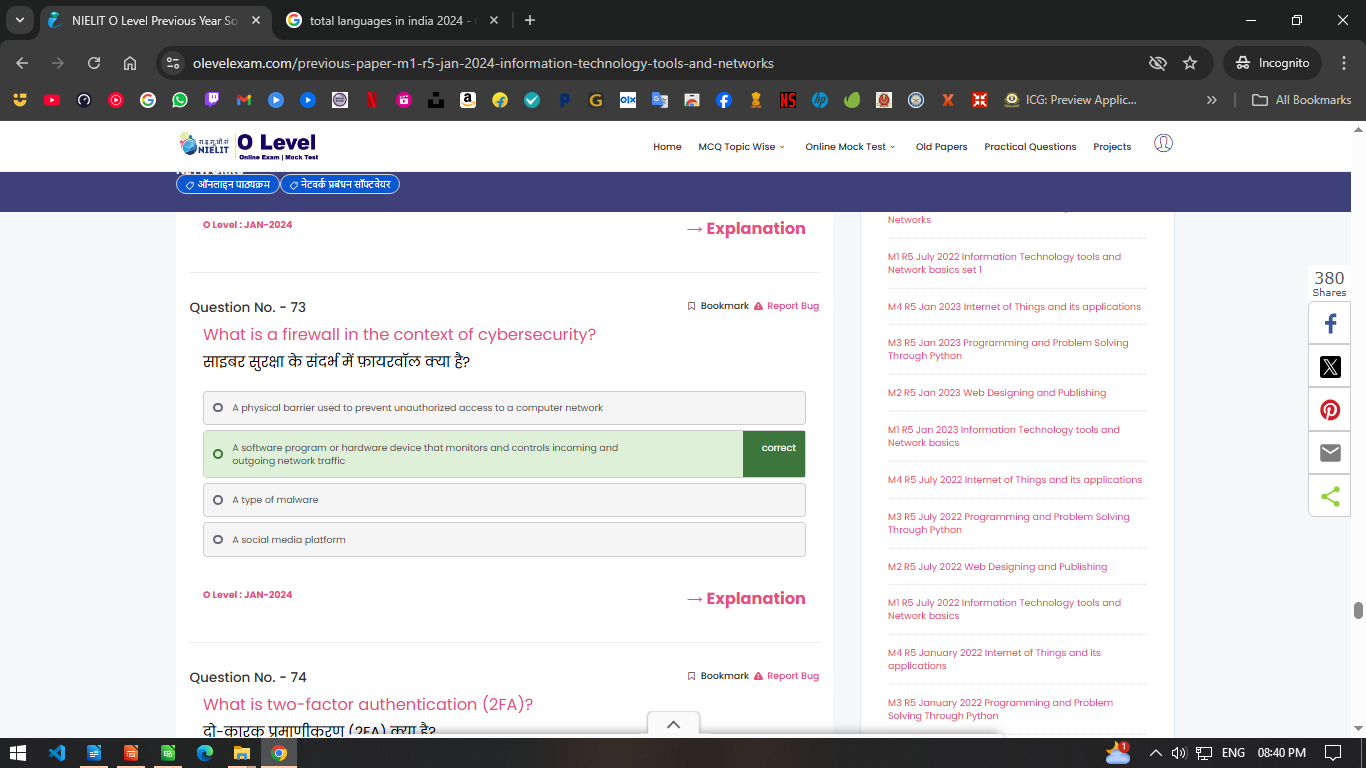 NIELIT O Level Previous Year So
total languages in india 2024 -
olevelexam.com/previous-paper-m1-r5-jan-2024-information-technology-tools-and-networks
Incognito
ICG: Preview Applic...
All Bookmarks
रा.इ.सू.प्रौ.सं
NIELIT
O Level
Online Exam | Mock Test
Home
MCQ Topic Wise
Online Mock Test
Old Papers
Practical Questions
Projects
ऑनलाइन पाठ्यक्रम
नेटवर्क प्रबंधन सॉफ्टवेयर
O Level : JAN-2024
→ Explanation
Question No. - 73
Bookmark
Report Bug
What is a firewall in the context of cybersecurity?
साइबर सुरक्षा के संदर्भ में फ़ायरवॉल क्या है?
A physical barrier used to prevent unauthorized access to a computer network
A software program or hardware device that monitors and controls incoming and
outgoing network traffic
correct
A type of malware
A social media platform
O Level : JAN-2024
→ Explanation
Question No. - 74
Bookmark
Report Bug
What is two-factor authentication (2FA)?
दो-कारक प्रमाणीकरण (2FA) क्या है?
Networks
M1 R5 July 2022 Information Technology tools and
Network basics set 1
M4 R5 Jan 2023 Internet of Things and its applications
M3 R5 Jan 2023 Programming and Problem Solving
Through Python
M2 R5 Jan 2023 Web Designing and Publishing
M1 R5 Jan 2023 Information Technology tools and
Network basics
M4 R5 July 2022 Internet of Things and its applications
M3 R5 July 2022 Programming and Problem Solving
Through Python
M2 R5 July 2022 Web Designing and Publishing
M1 R5 July 2022 Information Technology tools and
Network basics
M4 R5 January 2022 Internet of Things and its
applications
M3 R5 January 2022 Programming and Problem
Solving Through Python
380
Shares
1
ENG
08:40 PM